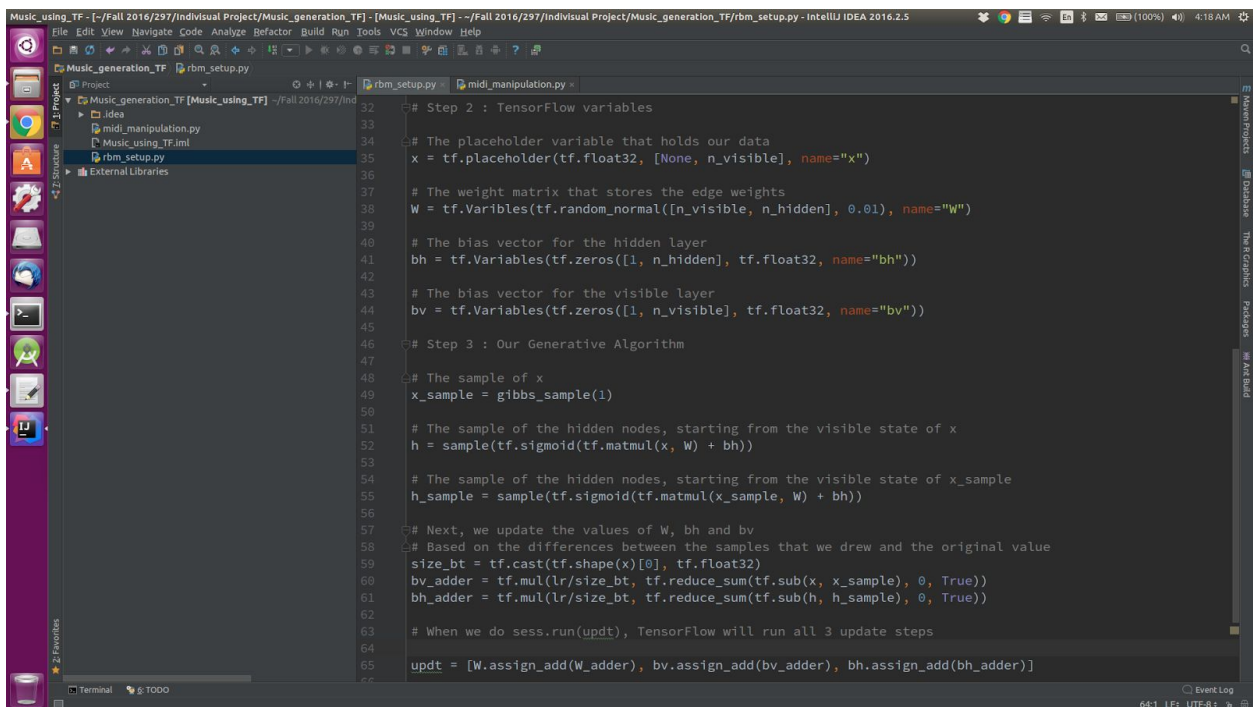 Music_using_TF - [~/Fall 2016/297/Indivisual Project/Music_generation_TF] - [Music_using_TF] - ~/Fall 2016/297/Indivisual Project/Music_generation_TF/rbm_setup.py - IntelliJ IDEA 2016.2.5
En (100%) 4:18 AM
File Edit View Navigate Code Analyze Refactor Build Run Tools VCS Window Help
Music_generation_TF rbm_setup.py
Project
rbm_setup.py × midi_manipulation.py ×
1: Project
Z: Structure
2: Favorites
Music_generation_TF [Music_using_TF] ~/Fall 2016/297/Ind
.idea
midi_manipulation.py
Music_using_TF.iml
rbm_setup.py
External Libraries
32 # Step 2 : TensorFlow variables
33
34 # The placeholder variable that holds our data
35 x = tf.placeholder(tf.float32, [None, n_visible], name="x")
36
37 # The weight matrix that stores the edge weights
38 W = tf.Varibles(tf.random_normal([n_visible, n_hidden], 0.01), name="W")
39
40 # The bias vector for the hidden layer
41 bh = tf.Variables(tf.zeros([1, n_hidden], tf.float32, name="bh"))
42
43 # The bias vector for the visible layer
44 bv = tf.Variables(tf.zeros([1, n_visible], tf.float32, name="bv"))
45
46 # Step 3 : Our Generative Algorithm
47
48 # The sample of x
49 x_sample = gibbs_sample(1)
50
51 # The sample of the hidden nodes, starting from the visible state of x
52 h = sample(tf.sigmoid(tf.matmul(x, W) + bh))
53
54 # The sample of the hidden nodes, starting from the visible state of x_sample
55 h_sample = sample(tf.sigmoid(tf.matmul(x_sample, W) + bh))
56
57 # Next, we update the values of W, bh and bv
58 # Based on the differences between the samples that we drew and the original value
59 size_bt = tf.cast(tf.shape(x)[0], tf.float32)
60 bv_adder = tf.mul(lr/size_bt, tf.reduce_sum(tf.sub(x, x_sample), 0, True))
61 bh_adder = tf.mul(lr/size_bt, tf.reduce_sum(tf.sub(h, h_sample), 0, True))
62
63 # When we do sess.run(updt), TensorFlow will run all 3 update steps
64
65 updt = [W.assign_add(W_adder), bv.assign_add(bv_adder), bh.assign_add(bh_adder)]
66
Maven Projects
Database
The R Graphics
Packages
Ant Build
Terminal 6: TODO
Event Log
64:1 LF÷ UTF-8÷